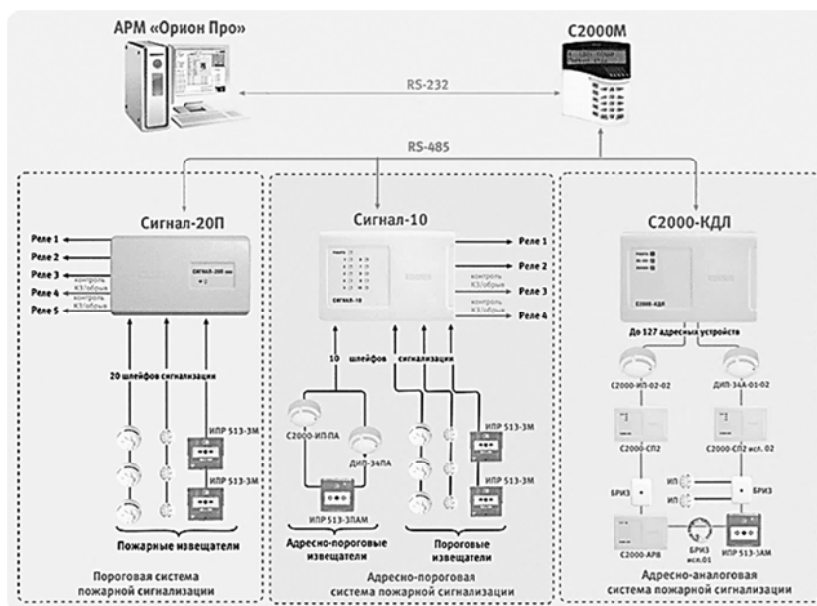 АРМ «Орион Про»
С2000М
RS-232
RS-485
Сигнал-20П
Реле 1
Реле 2
Реле 3
контроль
Реле 4
КЗ/обрыв
контроль
Реле 5
КЗ/обрыв
20 шлейфов сигнализации
ИПР 513-3М
ИПР 513-3М
Пожарные извещатели
Пороговая система
пожарной сигнализации
Сигнал-10
СИГНАЛ-10
Реле 1
Реле 2
контроль
Реле 3
КЗ/обрыв
контроль
Реле 4
КЗ/обрыв
10 шлейфов сигнализации
С2000-ИП-ПА
ДИП-34ПА
ИПР 513-3ПАМ
ИПР 513-3М
ИПР 513-3М
Адресно-пороговые
извещатели
Пороговые
извещатели
Адресно-пороговая
система пожарной сигнализации
С2000-КДЛ
С2000-КДЛ
До 127 адресных устройств
С2000-ИП-02-02
ДИП-34А-01-02
С2000-СП2
С2000-СП2 исп. 02
БРИЗ
ИП
ИП
БРИЗ
С2000-АРВ
БРИЗ
исп.01
ИПР 513-3АМ
Адресно-аналоговая
система пожарной сигнализации